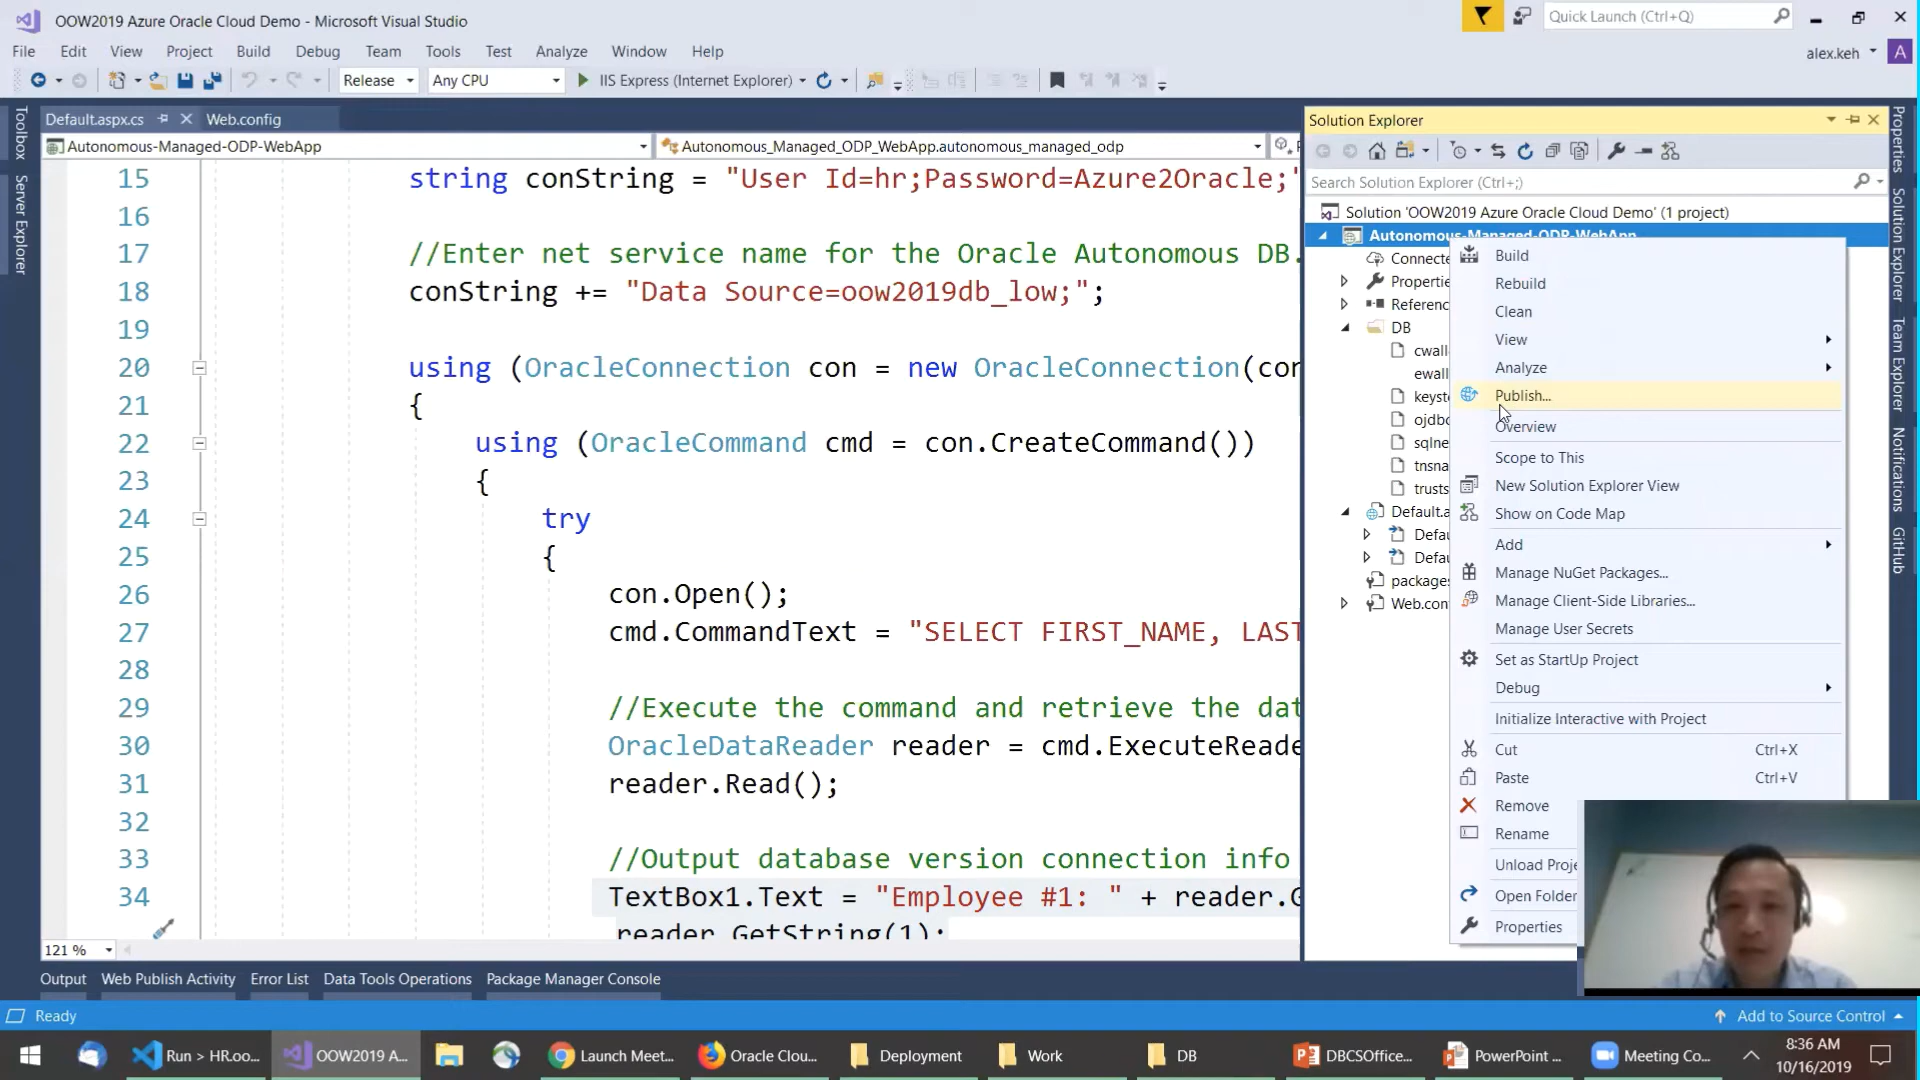 OOW2019 Azure Oracle Cloud Demo - Microsoft Visual Studio
Quick Launch (Ctrl+Q)
File Edit View Project Build Debug Team Tools Test Analyze Window Help
alex.keh A
Release Any CPU IIS Express (Internet Explorer)
Toolbox
Server Explorer
Default.aspx.cs Web.config
Autonomous-Managed-ODP-WebApp Autonomous_Managed_ODP_WebApp.autonomous_managed_odp
15 string conString = "User Id=hr;Password=Azure2Oracle;"
16
17 //Enter net service name for the Oracle Autonomous DB.
18 conString += "Data Source=oow2019db_low;";
19
20 using (OracleConnection con = new OracleConnection(con
21 {
22 using (OracleCommand cmd = con.CreateCommand())
23 {
24 try
25 {
26 con.Open();
27 cmd.CommandText = "SELECT FIRST_NAME, LAST
28
29 //Execute the command and retrieve the dat
30 OracleDataReader reader = cmd.ExecuteReade
31 reader.Read();
32
33 //Output database version connection info
34 TextBox1.Text = "Employee #1: " + reader.G
reader.GetString(1);
121 %
Solution Explorer
Search Solution Explorer (Ctrl+;)
Solution 'OOW2019 Azure Oracle Cloud Demo' (1 project)
Autonomous-Managed-ODP-WebApp
Connecte
Propertie
Referenc
DB
cwall
ewall
keyst
ojdbc
sqlne
tnsna
trusts
Default.a
Defau
Defau
packages
Web.con
Build
Rebuild
Clean
View
Analyze
Publish...
Overview
Scope to This
New Solution Explorer View
Show on Code Map
Add
Manage NuGet Packages...
Manage Client-Side Libraries...
Manage User Secrets
Set as StartUp Project
Debug
Initialize Interactive with Project
Cut Ctrl+X
Paste Ctrl+V
Remove
Rename
Unload Proje
Open Folder
Properties
Properties
Solution Explorer
Team Explorer
Notifications
GitHub
Output Web Publish Activity Error List Data Tools Operations Package Manager Console
Ready
Add to Source Control
Run > HR.oo...
OOW2019 A...
Launch Meet...
Oracle Clou...
Deployment
Work
DB
DBCSOffice...
PowerPoint ...
Meeting Co...
8:36 AM
10/16/2019